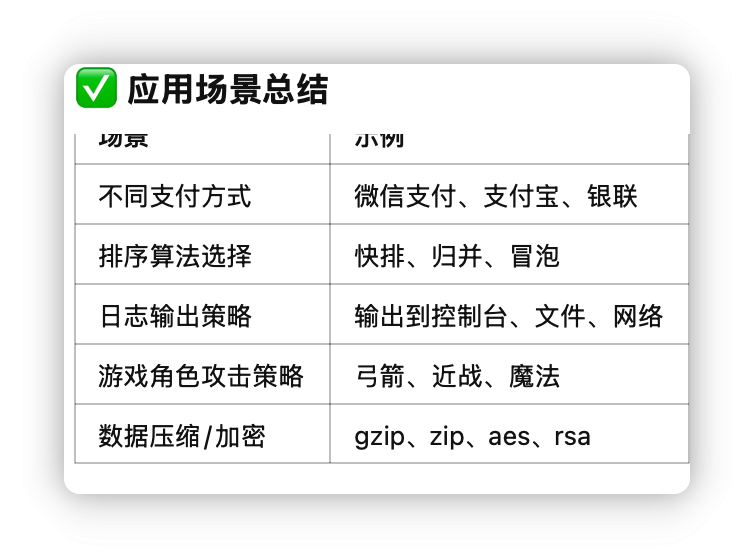 ✅ 应用场景总结
场景 示例
不同支付方式 微信支付、支付宝、银联
排序算法选择 快排、归并、冒泡
日志输出策略 输出到控制台、文件、网络
游戏角色攻击策略 弓箭、近战、魔法
数据压缩/加密 gzip、zip、aes、rsa